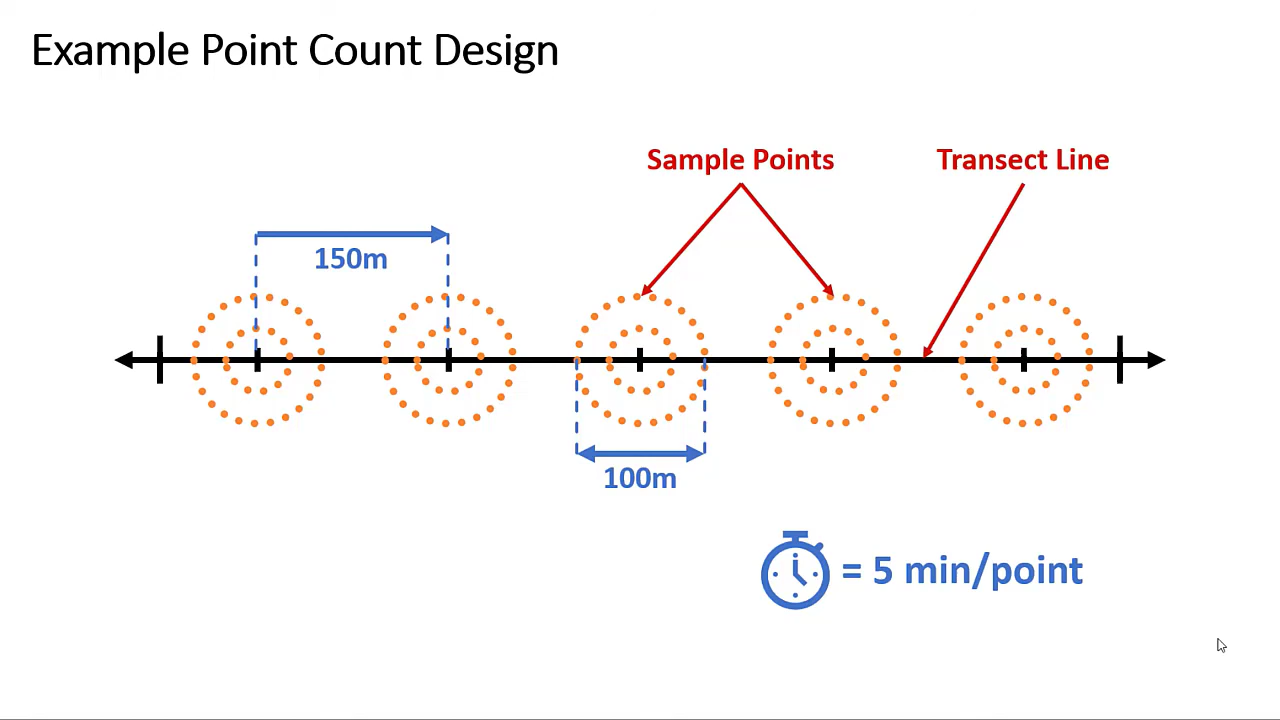 Example Point Count Design
Sample Points
Transect Line
150m
100m
= 5 min/point